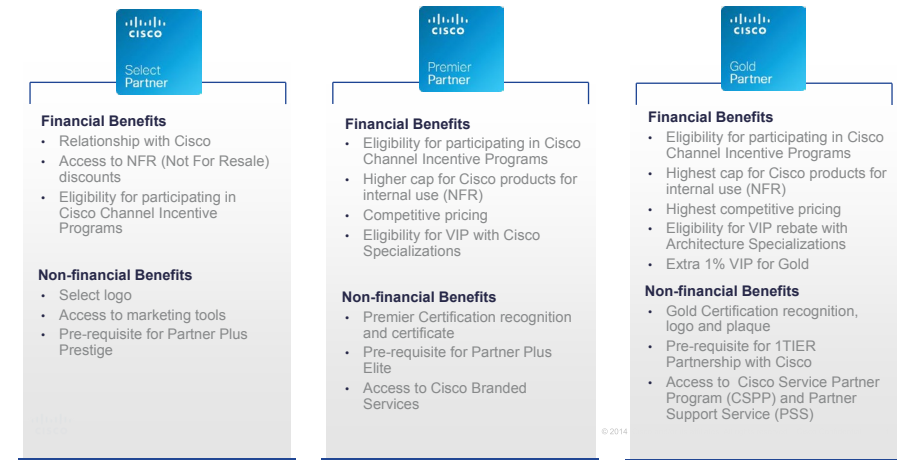 CISCO
Select
Partner
Financial Benefits
• Relationship with Cisco
• Access to NFR (Not For Resale)
discounts
• Eligibility for participating in
Cisco Channel Incentive
Programs
Non-financial Benefits
• Select logo
• Access to marketing tools
• Pre-requisite for Partner Plus
Prestige
CISCO
Premier
Partner
Financial Benefits
• Eligibility for participating in Cisco
Channel Incentive Programs
• Higher cap for Cisco products for
internal use (NFR)
• Competitive pricing
• Eligibility for VIP with Cisco
Specializations
Non-financial Benefits
• Premier Certification recognition
and certificate
• Pre-requisite for Partner Plus
Elite
• Access to Cisco Branded
Services
© 2014
CISCO
Gold
Partner
Financial Benefits
• Eligibility for participating in Cisco
Channel Incentive Programs
• Highest cap for Cisco products for
internal use (NFR)
• Highest competitive pricing
• Eligibility for VIP rebate with
Architecture Specializations
• Extra 1% VIP for Gold
Non-financial Benefits
• Gold Certification recognition,
logo and plaque
• Pre-requisite for 1TIER
Partnership with Cisco
• Access to  Cisco Service Partner
Program (CSPP) and Partner
Support Service (PSS)